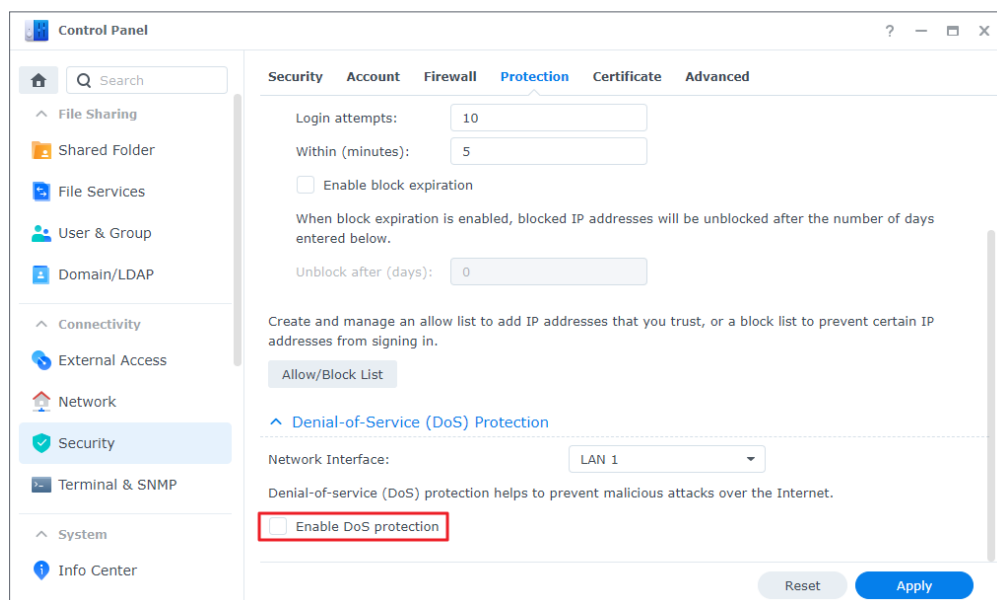 Control Panel
?
Search
File Sharing
Shared Folder
File Services
User & Group
Domain/LDAP
Connectivity
External Access
Network
Security
Terminal & SNMP
System
Info Center
Security Account Firewall Protection Certificate Advanced
Login attempts: 10
Within (minutes): 5
Enable block expiration
When block expiration is enabled, blocked IP addresses will be unblocked after the number of days
entered below.
Unblock after (days): 0
Create and manage an allow list to add IP addresses that you trust, or a block list to prevent certain IP
addresses from signing in.
Allow/Block List
Denial-of-Service (DoS) Protection
Network Interface: LAN 1
Denial-of-service (DoS) protection helps to prevent malicious attacks over the Internet.
Enable DoS protection
Reset Apply